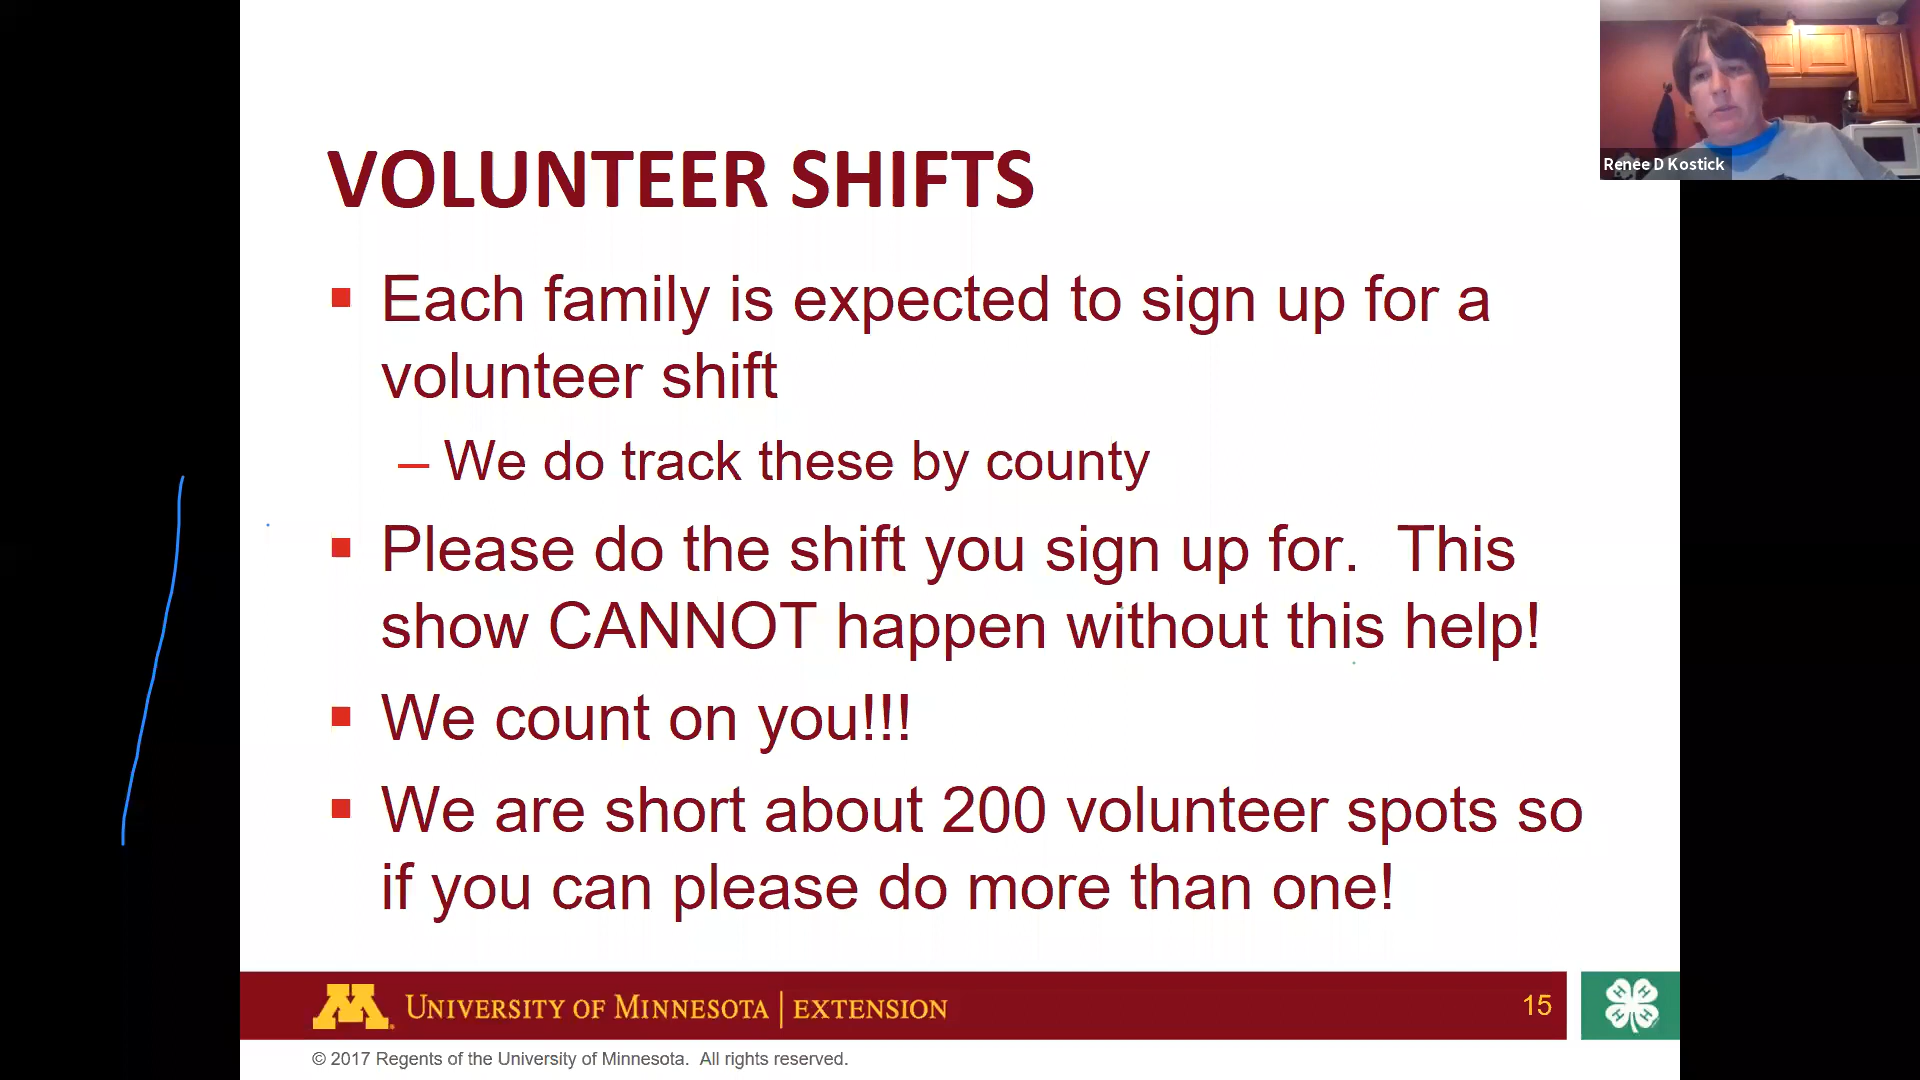 VOLUNTEER SHIFTS
Each family is expected to sign up for a
volunteer shift
– We do track these by county
Please do the shift you sign up for.  This
show CANNOT happen without this help!
We count on you!!!
We are short about 200 volunteer spots so
if you can please do more than one!
M UNIVERSITY OF MINNESOTA | EXTENSION
15
H H H H
© 2017 Regents of the University of Minnesota.  All rights reserved.
Renee D Kostick